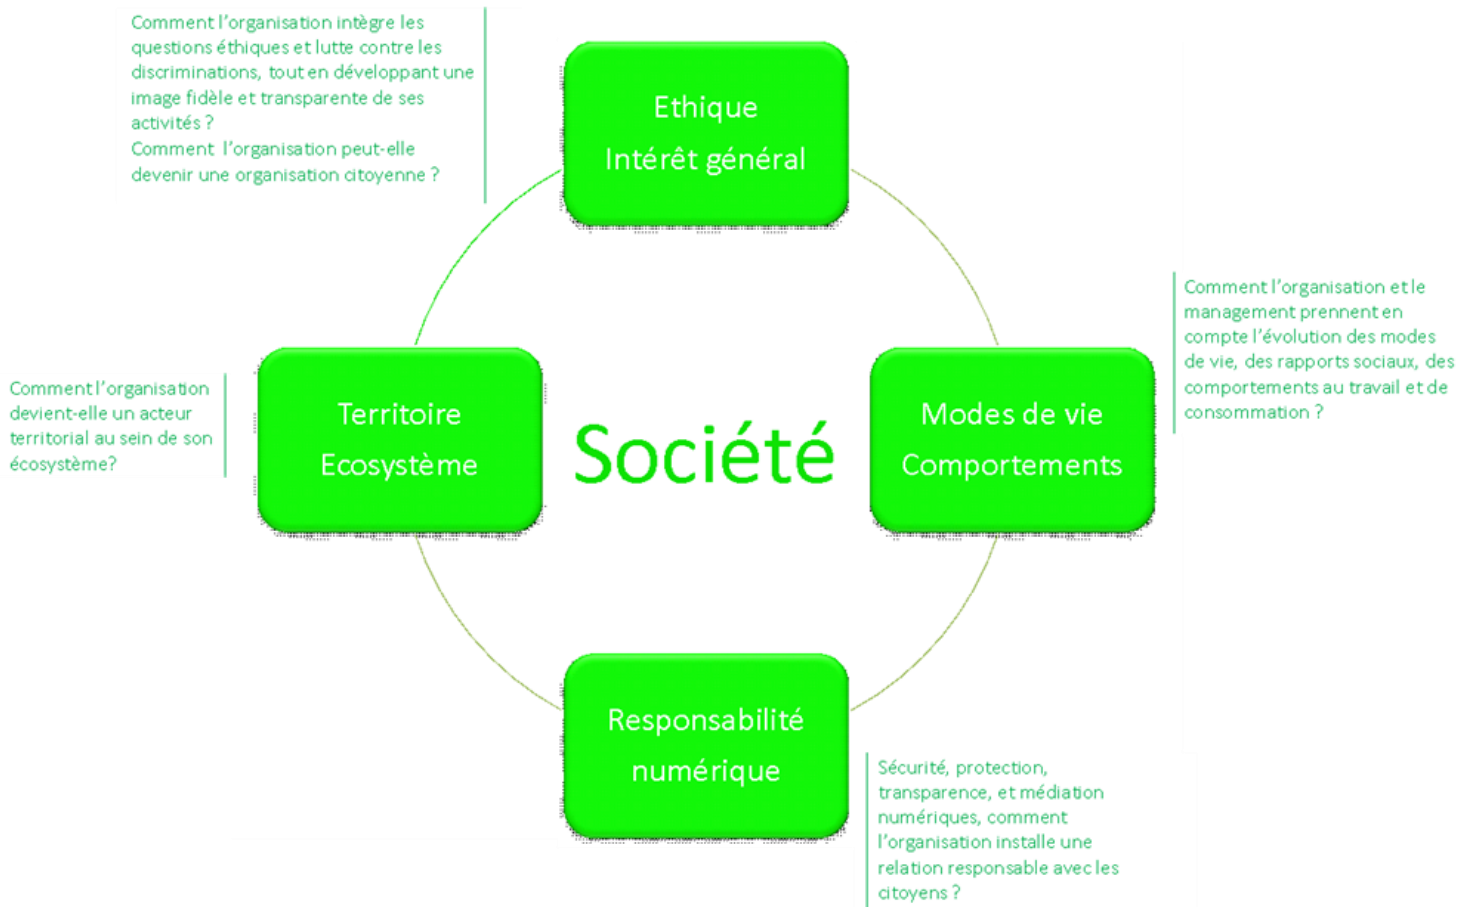 Comment l'organisation intègre les
questions éthiques et lutte contre les
discriminations, tout en développant une
image fidèle et transparente de ses
activités ?
Comment l'organisation peut-elle
devenir une organisation citoyenne ?
Ethique
Intérêt général
Comment l'organisation et le
management prennent en
compte l'évolution des modes
de vie, des rapports sociaux, des
comportements au travail et de
consommation ?
Comment l'organisation
devient-elle un acteur
territorial au sein de son
écosystème?
Territoire
Ecosystème
Société
Modes de vie
Comportements
Responsabilité
numérique
Sécurité, protection,
transparence, et médiation
numériques, comment
l'organisation installe une
relation responsable avec les
citoyens ?